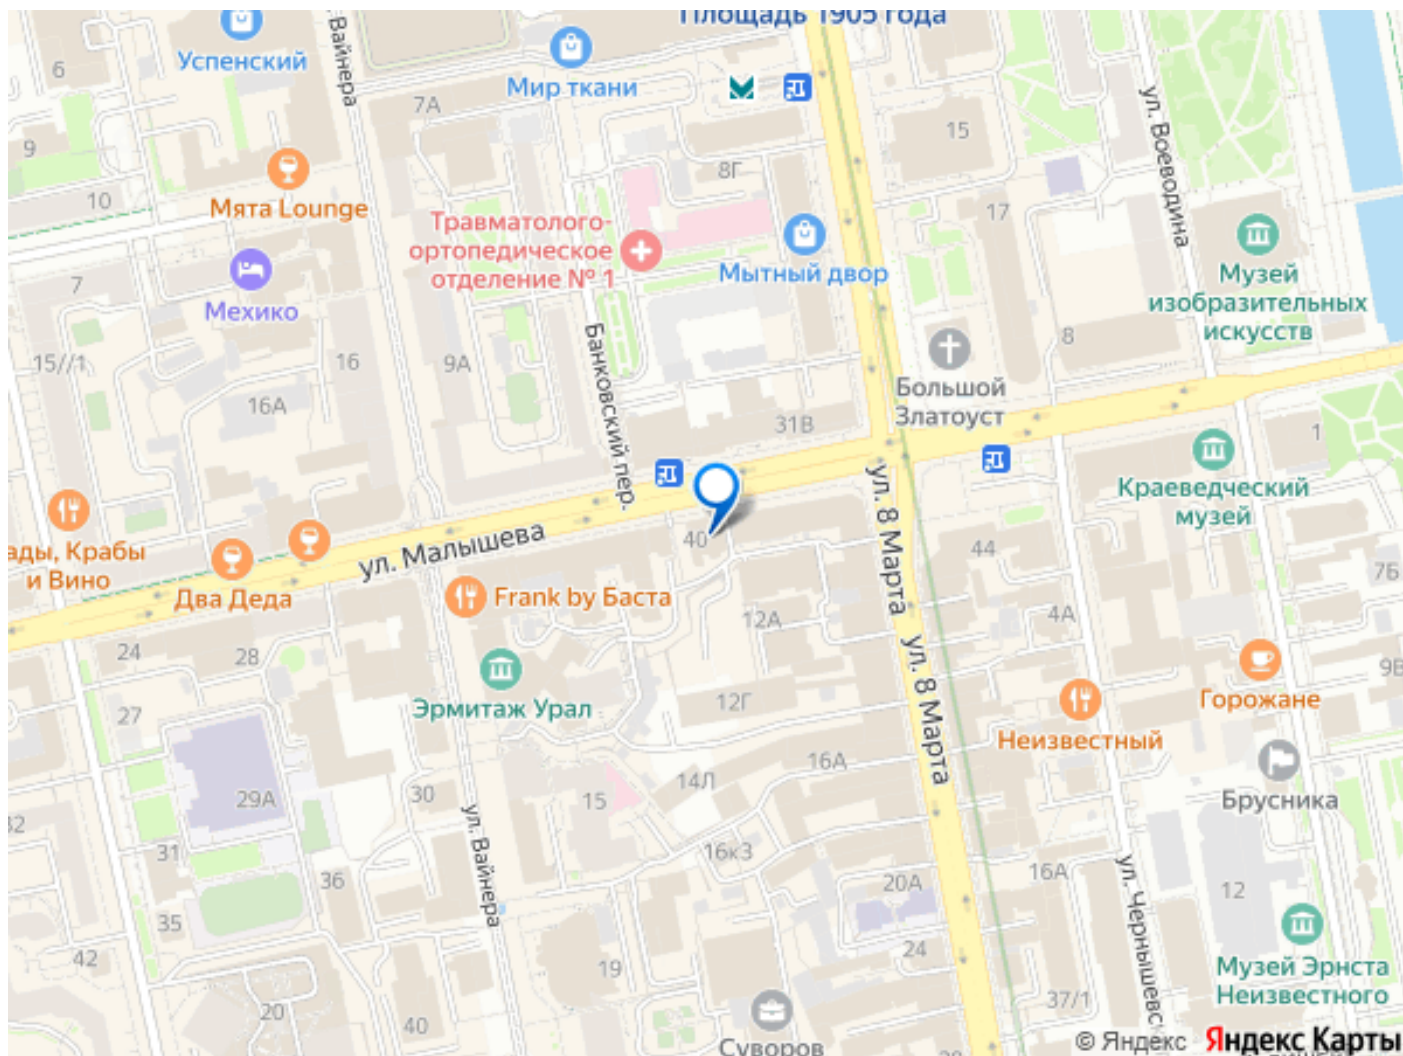 Площадь 1905 года
Успенский
ул. Вайнера
Мир ткани
6
7А
9
15
8Г
ул. Воеводина
10
Мята Lounge
Травматолого-
ортопедическое
отделение № 1
17
Мытный двор
Музей
изобразительных
искусств
7
Мехико
15//1
16
9А
Банковский пер.
8
Большой
Златоуст
16А
31В
1
Краеведческий
музей
ул. Малышева
40
ул. 8 Марта
44
7Б
ады, Крабы
и Вино
Два Деда
Frank by Баста
12А
4А
24
28
ул. 8 Марта
9В
Эрмитаж Урал
12Г
Горожане
27
Неизвестный
16А
14Л
29А
30
15
Брусника
32
ул. Вайнера
31
16к3
36
20А
16А
12
ул. Чернышевс
35
24
42
19
Музей Эрнста
Неизвестного
20
40
37/1
Суворов
© Яндекс Яндекс Карты